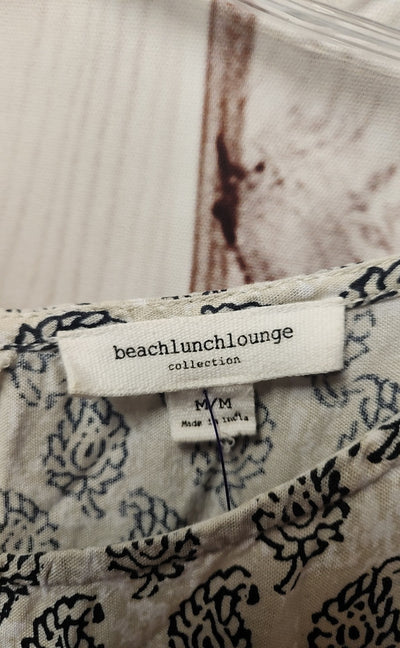 beachlunchlounge
collection
M/M
Made in India